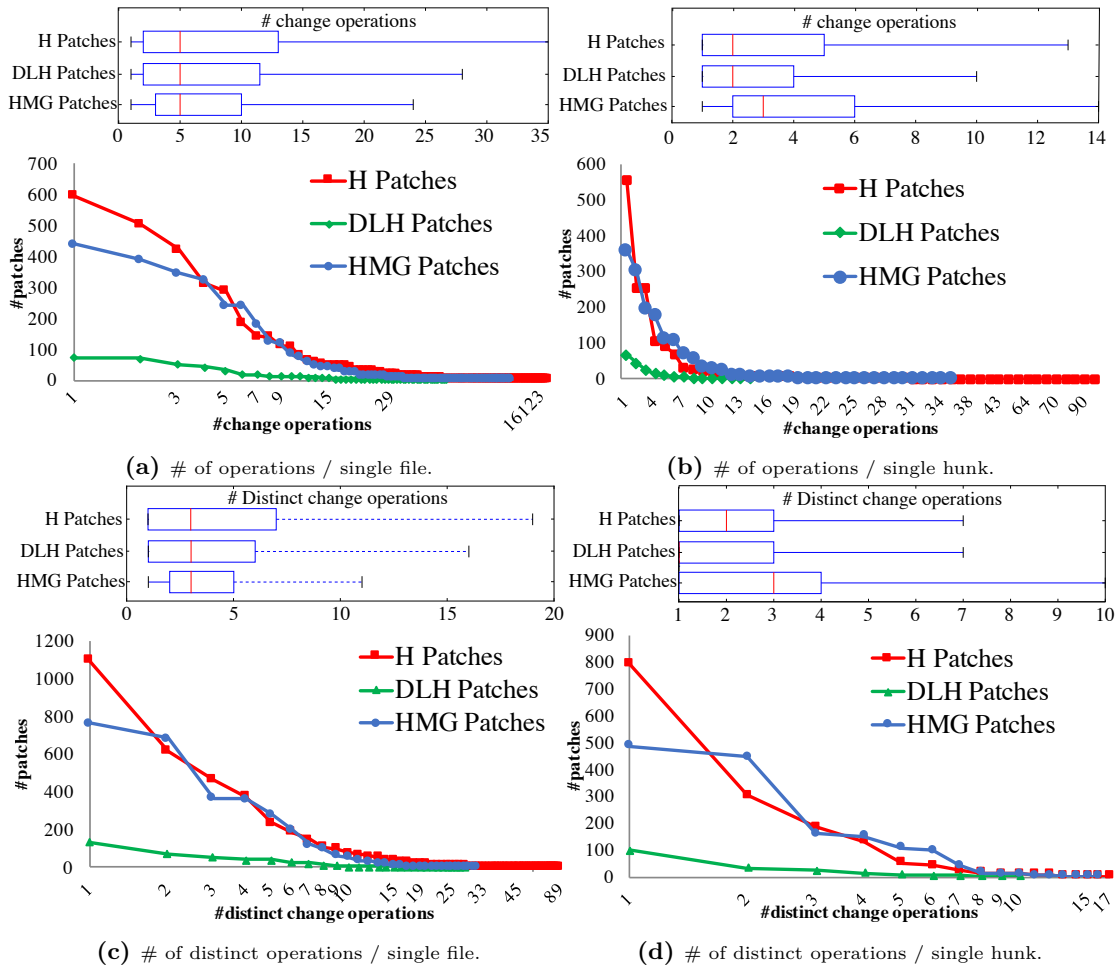 # change operations
H Patches
DLH Patches
HMG Patches
0 5 10 15 20 25 30 35
700
600
500
400
300
200
100
0
#patches
H Patches
DLH Patches
HMG Patches
1 3 5 7 9 15 29 16123
#change operations
(a) # of operations / single file.
# change operations
H Patches
DLH Patches
HMG Patches
0 2 4 6 8 10 12 14
600
500
400
300
200
100
0
#patches
H Patches
DLH Patches
HMG Patches
1 4 7 10 13 16 19 22 25 28 31 34 38 43 64 70 90
#change operations
(b) # of operations / single hunk.
# Distinct change operations
H Patches
DLH Patches
HMG Patches
0 5 10 15 20
1200
1000
800
600
400
200
0
#patches
H Patches
DLH Patches
HMG Patches
1 2 3 4 5 6 7 8 9 10 15 19 25 33 45 89
#distinct change operations
(c) # of distinct operations / single file.
# Distinct change operations
H Patches
DLH Patches
HMG Patches
1 2 3 4 5 6 7 8 9 10
900
800
700
600
500
400
300
200
100
0
#patches
H Patches
DLH Patches
HMG Patches
1 2 3 4 5 6 7 8 9 10 15 17
#distinct change operations
(d) # of distinct operations / single hunk.